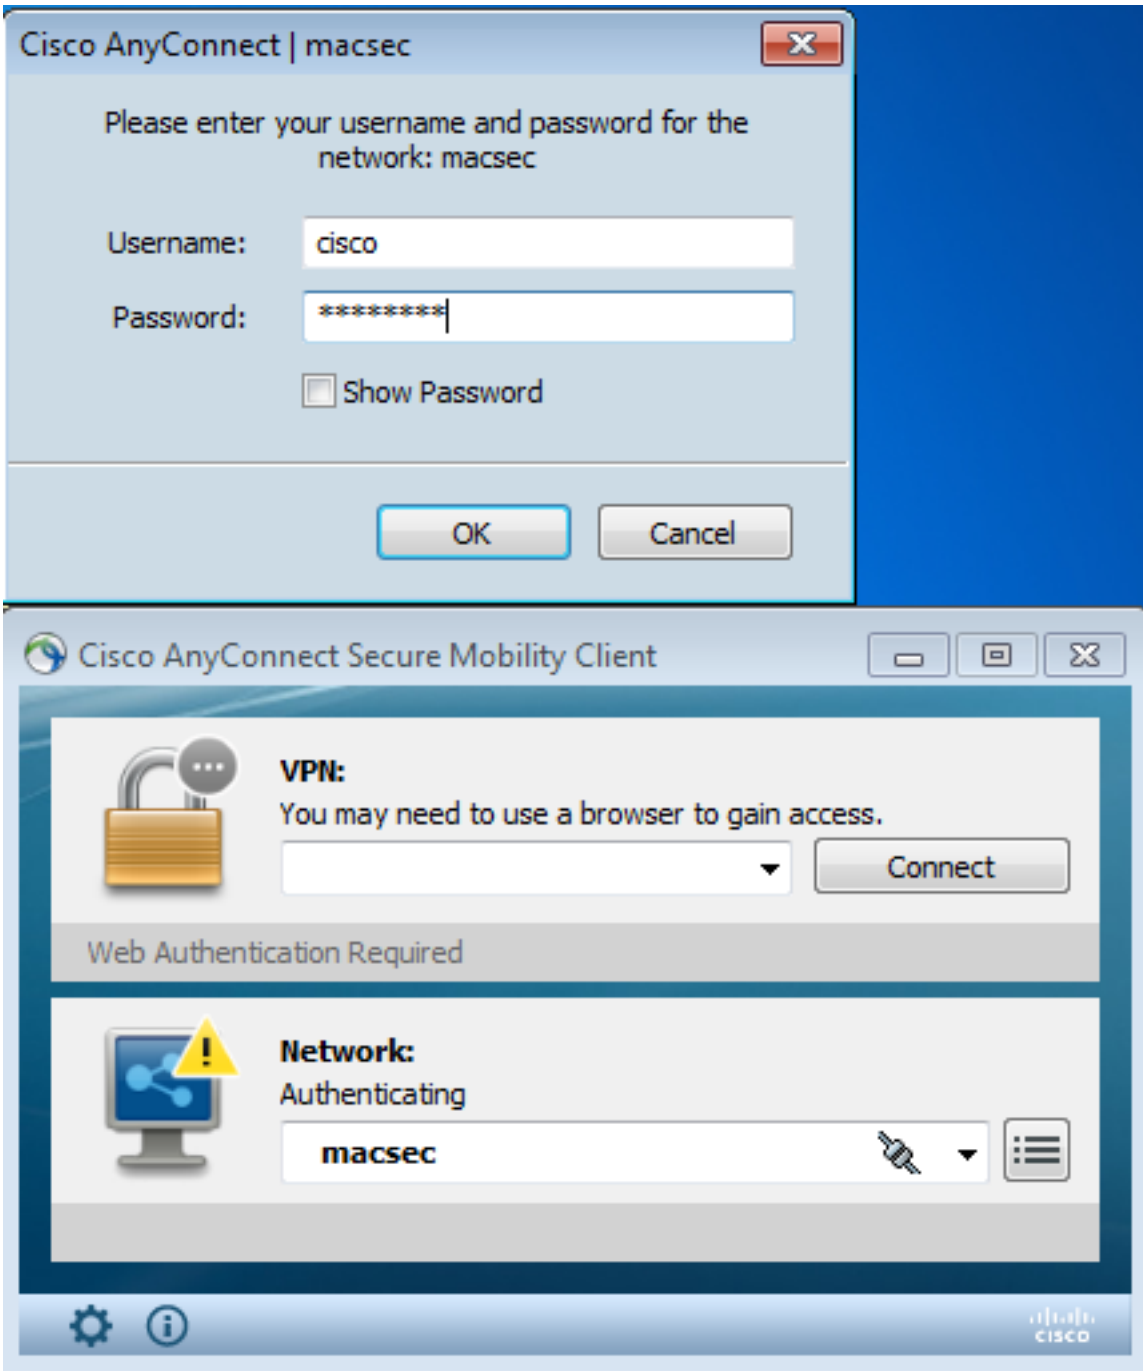 Cisco AnyConnect | macsec
Please enter your username and password for the
network: macsec
Username: cisco
Password: ********
Show Password
OK Cancel
Cisco AnyConnect Secure Mobility Client
VPN:
You may need to use a browser to gain access.
Connect
Web Authentication Required
Network:
Authenticating
macsec
CISCO